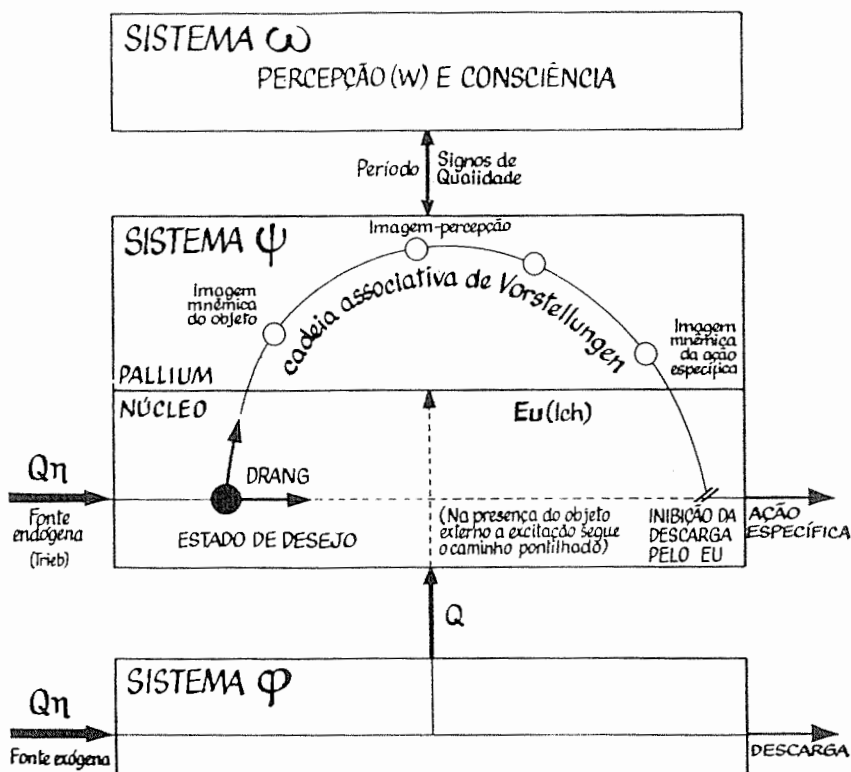 SISTEMA ω
PERCEPÇÃO (W) E CONSCIÊNCIA
Período
Signos de
Qualidade
SISTEMA ψ
Imagem-percepção
Imagem
mnêmica
do objeto
cadeia associativa de Vorstellungen
Imagem
mnêmica
da ação
específica
PALLIUM
NÚCLEO
Eu (Ich)
Qη
Fonte
endógena
(Trieb)
DRANG
ESTADO DE DESEJO
(Na presença do objeto
externo a excitação segue
o caminho pontilhado)
INIBIÇÃO DA
DESCARGA
PELO EU
AÇÃO
ESPECÍFICA
Q
SISTEMA φ
Qη
Fonte exógena
DESCARGA